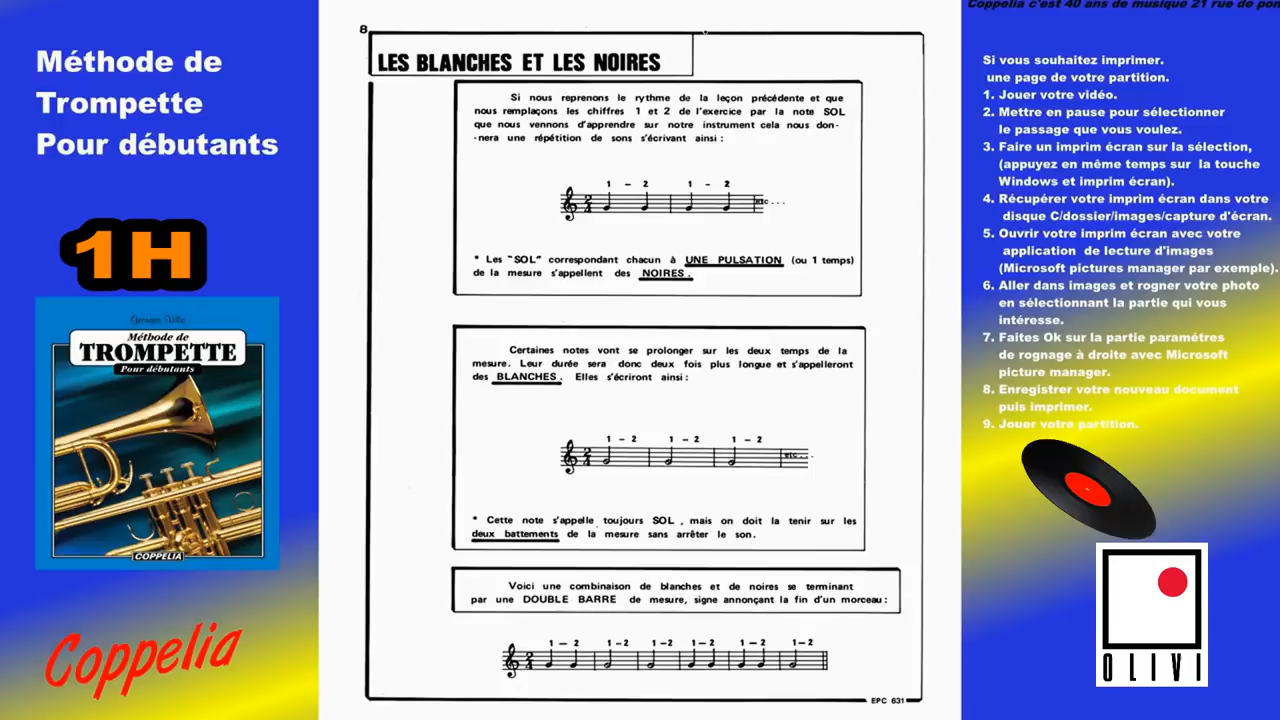 Coppelia c'est 40 ans de musique 21 rue de pon
Méthode de
Trompette
Pour débutants
1H
Méthode de
TROMPETTE
Pour débutants
COPPELIA
Coppelia
8
LES BLANCHES ET LES NOIRES
Si nous reprenons le rythme de la leçon précédente et que
nous remplaçons les chiffres 1 et 2 de l'exercice par la note SOL
que nous vennons d'apprendre sur notre instrument cela nous don-
-nera une répétition de sons s'écrivant ainsi :
1 – 2 1 – 2
2
4
etc...
* Les "SOL" correspondant chacun à UNE PULSATION (ou 1 temps)
de la mesure s'appellent des NOIRES.
Certaines notes vont se prolonger sur les deux temps de la
mesure. Leur durée sera donc deux fois plus longue et s'appelleront
des BLANCHES. Elles s'écriront ainsi :
1 – 2 1 – 2 1 – 2
2
4
etc...
* Cette note s'appelle toujours SOL, mais on doit la tenir sur les
deux battements de la mesure sans arrêter le son.
Voici une combinaison de blanches et de noires se terminant
par une DOUBLE BARRE de mesure, signe annonçant la fin d'un morceau :
1 – 2 1 – 2 1 – 2 1 – 2 1 – 2 1 – 2
2
4
EPC 631
Si vous souhaitez imprimer.
une page de votre partition.
1. Jouer votre vidéo.
2. Mettre en pause pour sélectionner
le passage que vous voulez.
3. Faire un imprim écran sur la sélection,
(appuyez en même temps sur la touche
Windows et imprim écran).
4. Récupérer votre imprim écran dans votre
disque C/dossier/images/capture d'écran.
5. Ouvrir votre imprim écran avec votre
application de lecture d'images
(Microsoft pictures manager par exemple).
6. Aller dans images et rogner votre photo
en sélectionnant la partie qui vous
intéresse.
7. Faites Ok sur la partie paramétres
de rognage à droite avec Microsoft
picture manager.
8. Enregistrer votre nouveau document
puis imprimer.
9. Jouer votre partition.
OLIVI